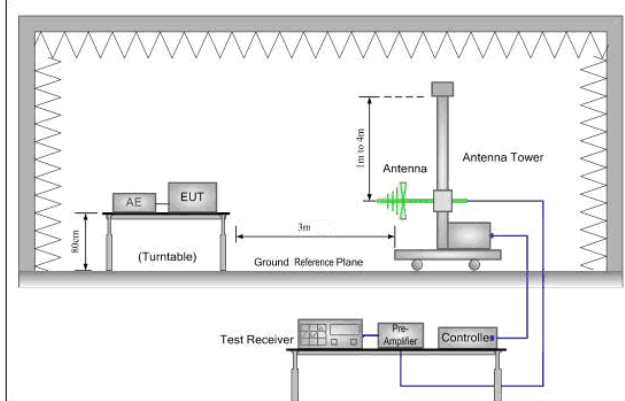 1m to 4m
Antenna
Antenna Tower
AE
EUT
80cm
3m
(Turntable)
Ground Reference Plane
Test Receiver
Pre-
Amplifier
Controller